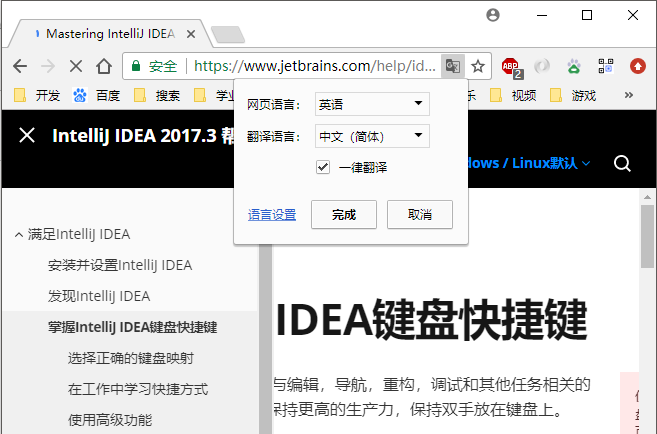 Mastering IntelliJ IDEA
安全 https://www.jetbrains.com/help/id...
ABP 2
开发 百度 搜索 学 乐 视频 游戏 »
网页语言： 英语
翻译语言： 中文（简体）
一律翻译
语言设置 完成 取消
IntelliJ IDEA 2017.3 帮
dows / Linux默认
满足IntelliJ IDEA
安装并设置IntelliJ IDEA
发现IntelliJ IDEA
掌握IntelliJ IDEA键盘快捷键
选择正确的键盘映射
在工作中学习快捷方式
使用高级功能
IDEA键盘快捷键
与编辑，导航，重构，调试和其他任务相关的
保持更高的生产力，保持双手放在键盘上。